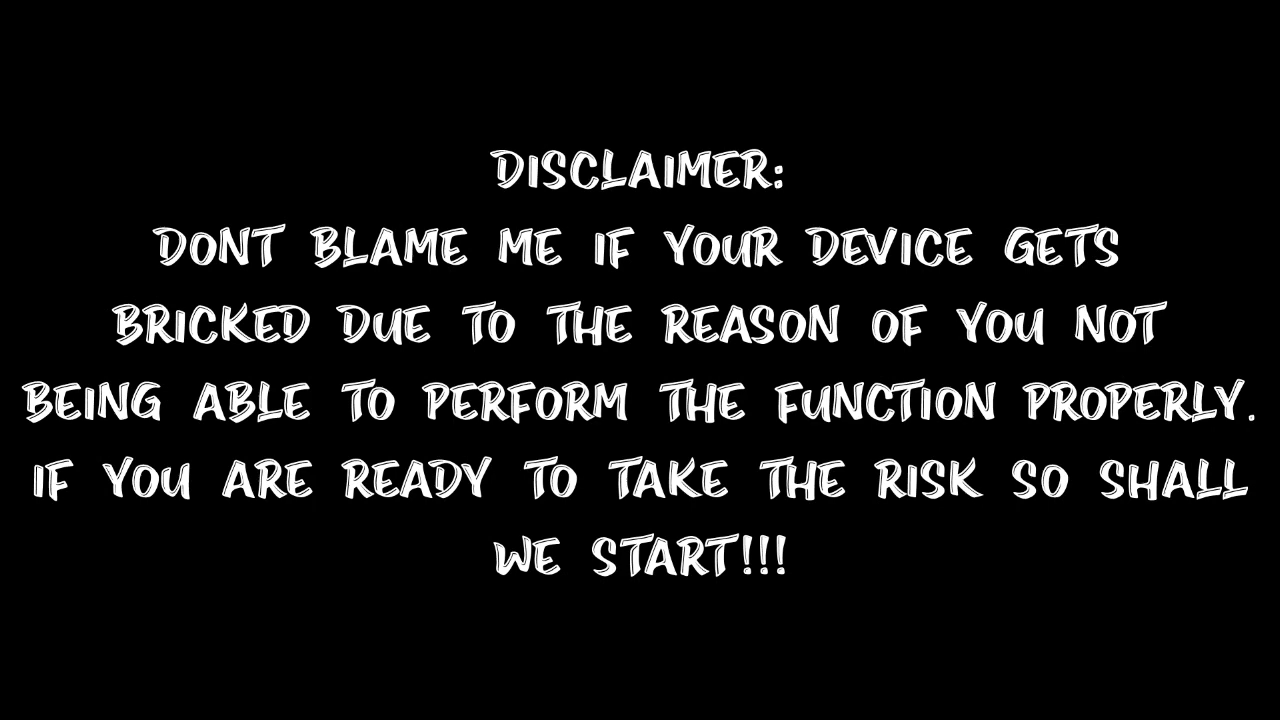 DISCLAIMER:
DONT BLAME ME IF YOUR DEVICE GETS
BRICKED DUE TO THE REASON OF YOU NOT
BEING ABLE TO PERFORM THE FUNCTION PROPERLY.
IF YOU ARE READY TO TAKE THE RISK SO SHALL
WE START!!!